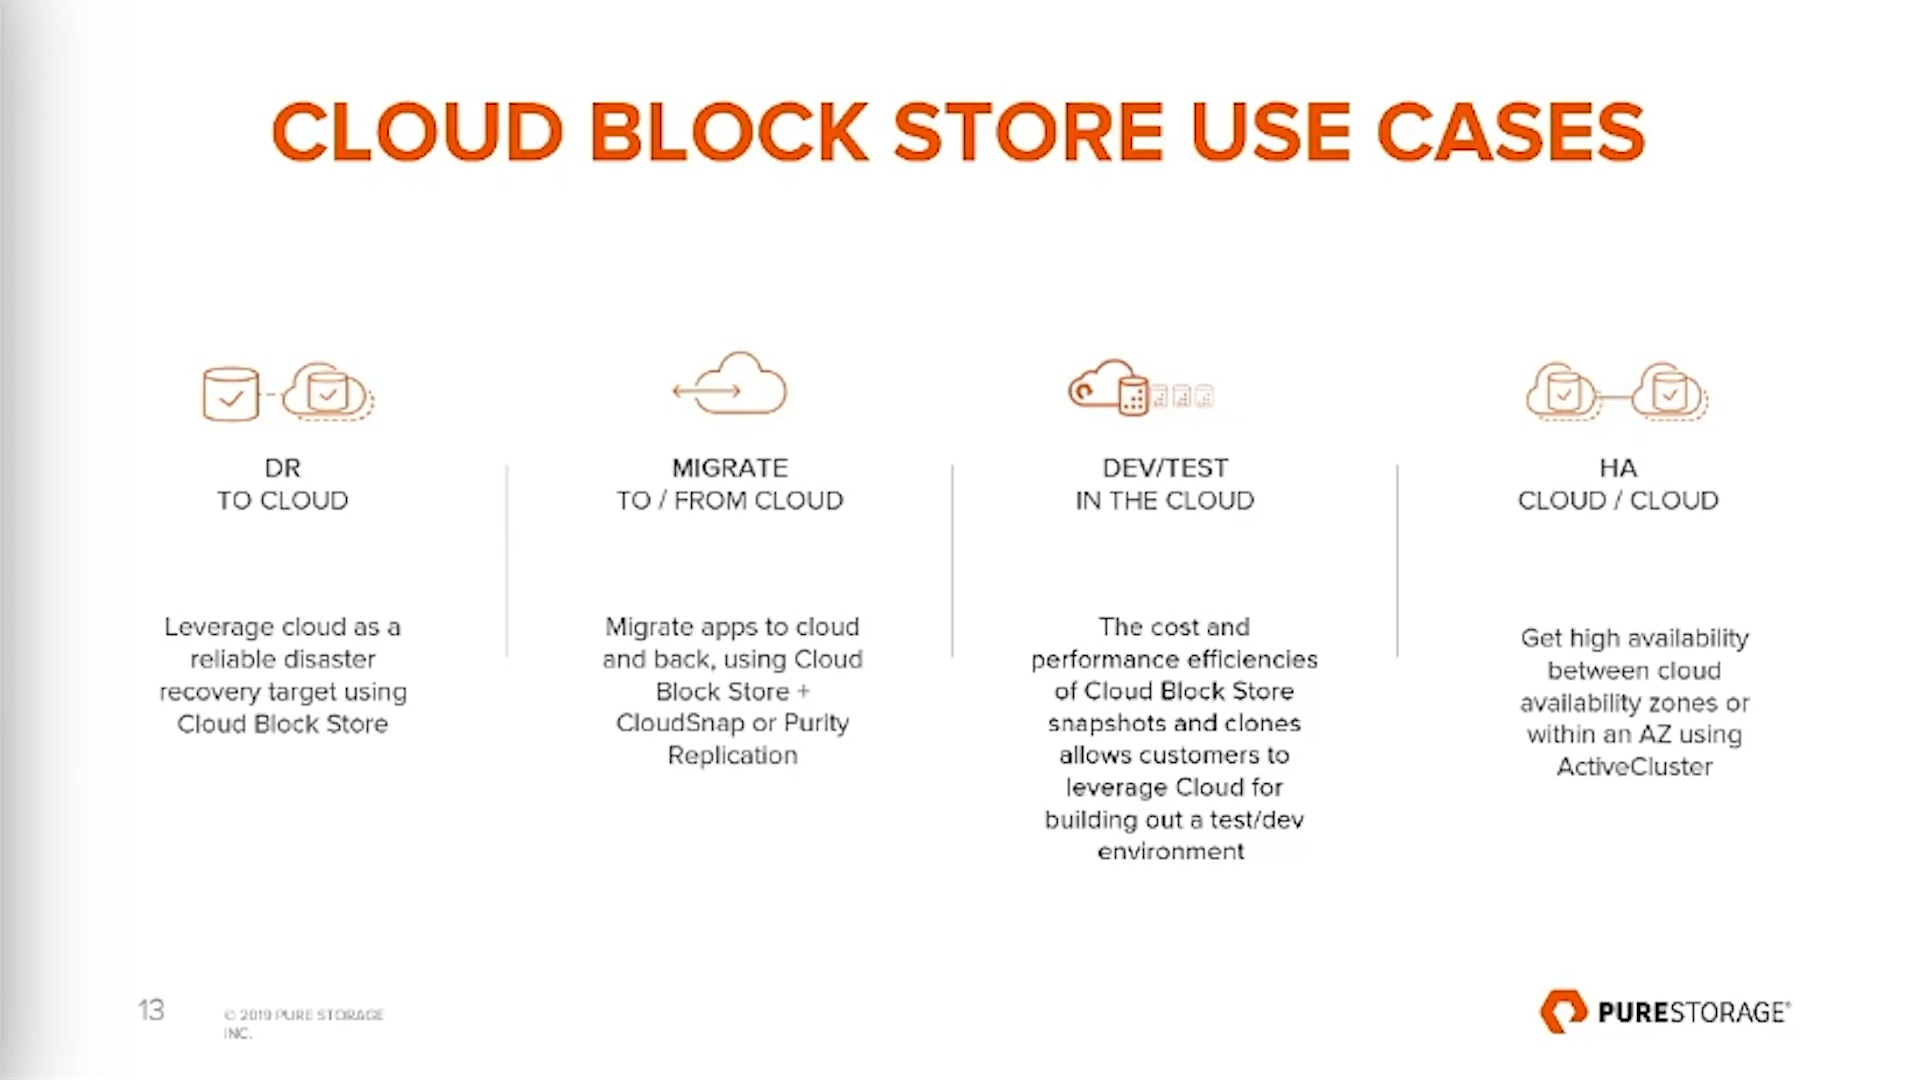 CLOUD BLOCK STORE USE CASES
DR
TO CLOUD
Leverage cloud as a
reliable disaster
recovery target using
Cloud Block Store
MIGRATE
TO / FROM CLOUD
Migrate apps to cloud
and back, using Cloud
Block Store +
CloudSnap or Purity
Replication
DEV/TEST
IN THE CLOUD
The cost and
performance efficiencies
of Cloud Block Store
snapshots and clones
allows customers to
leverage Cloud for
building out a test/dev
environment
HA
CLOUD / CLOUD
Get high availability
between cloud
availability zones or
within an AZ using
ActiveCluster
13
© 2019 PURE STORAGE
INC.
PURESTORAGE®